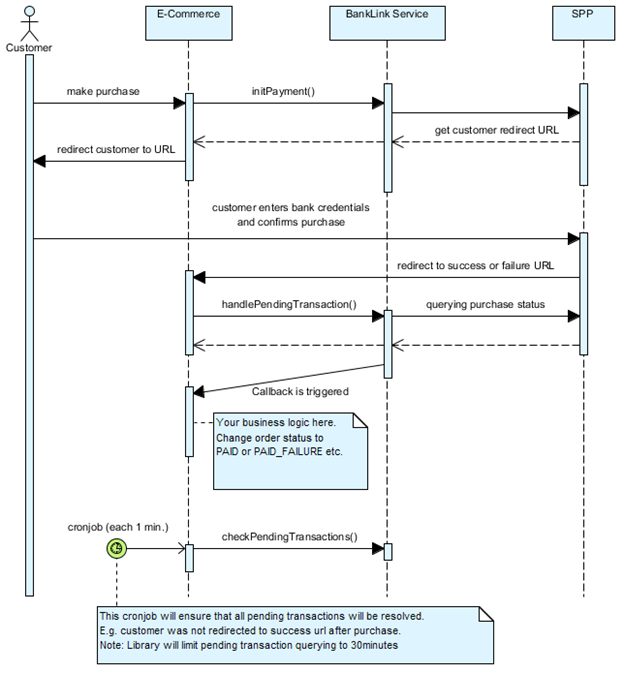 E-Commerce
BankLink Service
SPP
Customer
make purchase
initPayment()
get customer redirect URL
redirect customer to URL
customer enters bank credentials
and confirms purchase
redirect to success or failure URL
handlePendingTransaction()
querying purchase status
Callback is triggered
Your business logic here.
Change order status to
PAID or PAID_FAILURE etc.
cronjob (each 1 min.)
checkPendingTransactions()
This cronjob will ensure that all pending transactions will be resolved.
E.g. customer was not redirected to success url after purchase.
Note: Library will limit pending transaction querying to 30minutes